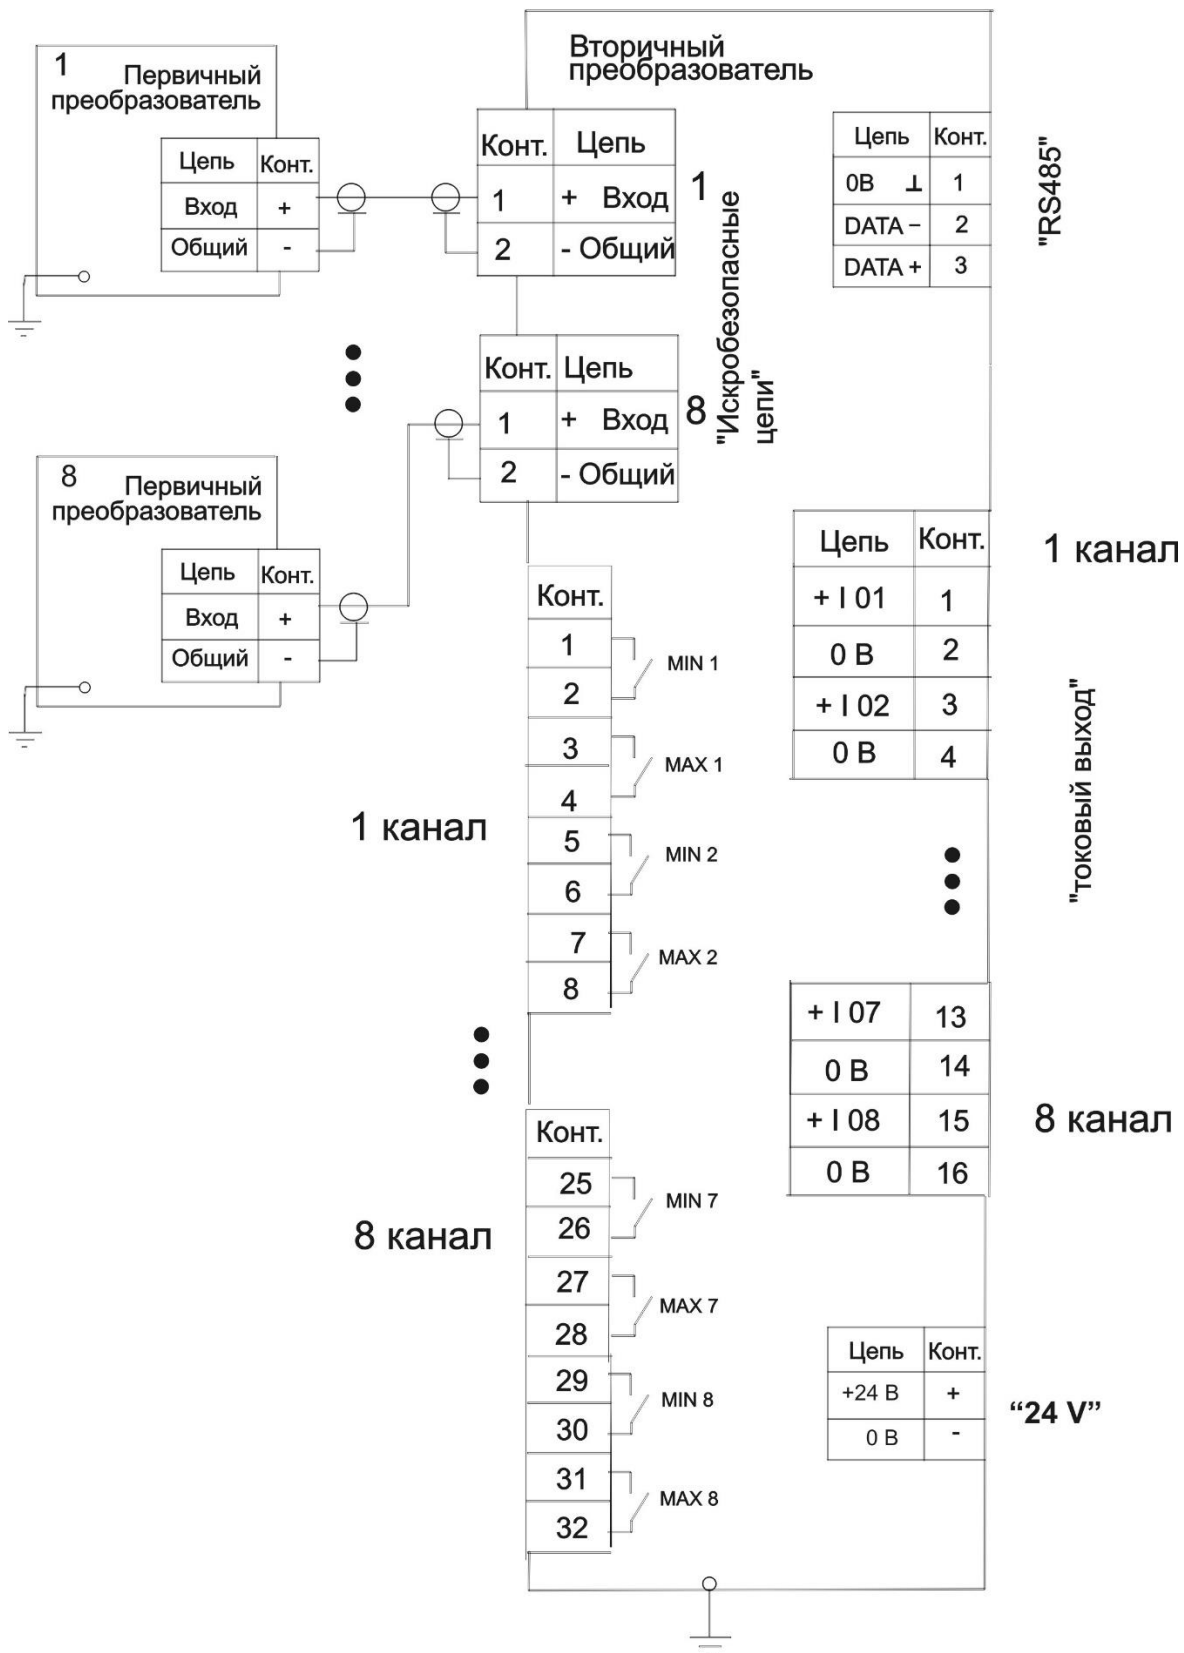 Вторичный
преобразователь
1
Первичный
преобразователь
Цепь Конт.
Вход +
Общий -
Конт. Цепь
1 + Вход
2 - Общий
1
"Искробезопасные
цепи"
Цепь Конт.
0В ⊥ 1
DATA – 2
DATA + 3
"RS485"
Конт. Цепь
1 + Вход
2 - Общий
8
8
Первичный
преобразователь
Цепь Конт.
Вход +
Общий -
Цепь Конт.
+ I 01 1
0 В 2
+ I 02 3
0 В 4
1 канал
"токовый выход"
Конт.
1
2
MIN 1
3
4
MAX 1
5
6
MIN 2
7
8
MAX 2
1 канал
+ I 07 13
0 В 14
+ I 08 15
0 В 16
8 канал
Конт.
25
26
MIN 7
27
28
MAX 7
29
30
MIN 8
31
32
MAX 8
8 канал
Цепь Конт.
+24 В +
0 В -
“24 V”